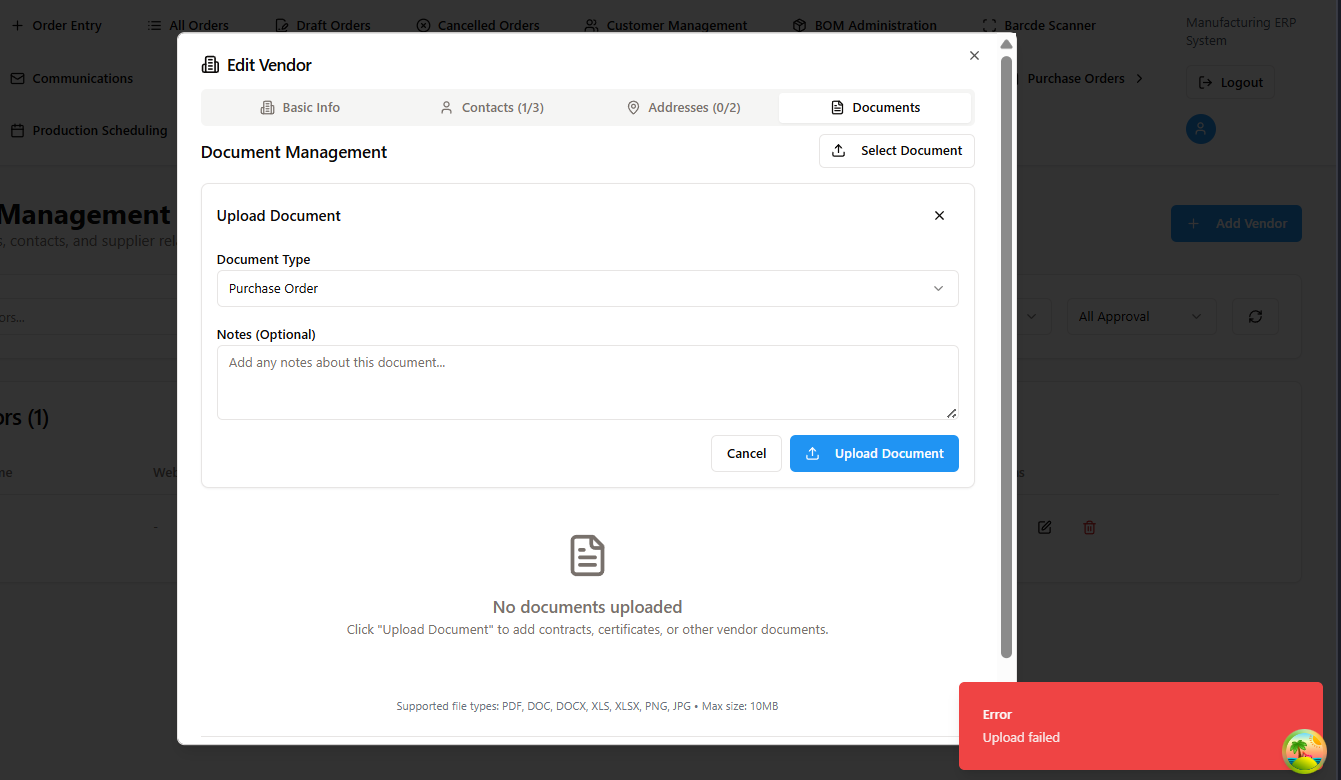 Order Entry
All Orders
Draft Orders
Cancelled Orders
Customer Management
BOM Administration
Barcode Scanner
Manufacturing ERP
System
Communications
Purchase Orders
Logout
Production Scheduling
Edit Vendor
Basic Info
Contacts (1/3)
Addresses (0/2)
Documents
Document Management
Select Document
Management
, contacts, and supplier rel
Add Vendor
Upload Document
Document Type
Purchase Order
ors...
All Approval
Notes (Optional)
Add any notes about this document...
ors (1)
Cancel
Upload Document
me
Web
-
No documents uploaded
Click "Upload Document" to add contracts, certificates, or other vendor documents.
Supported file types: PDF, DOC, DOCX, XLS, XLSX, PNG, JPG • Max size: 10MB
Error
Upload failed